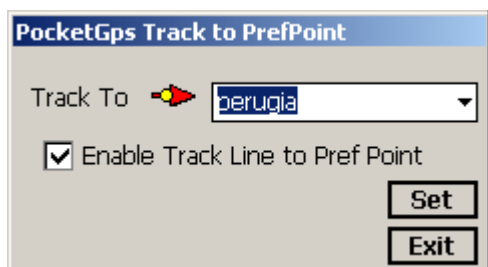 PocketGps Track to PrefPoint
Track To perugia
Enable Track Line to Pref Point
Set
Exit